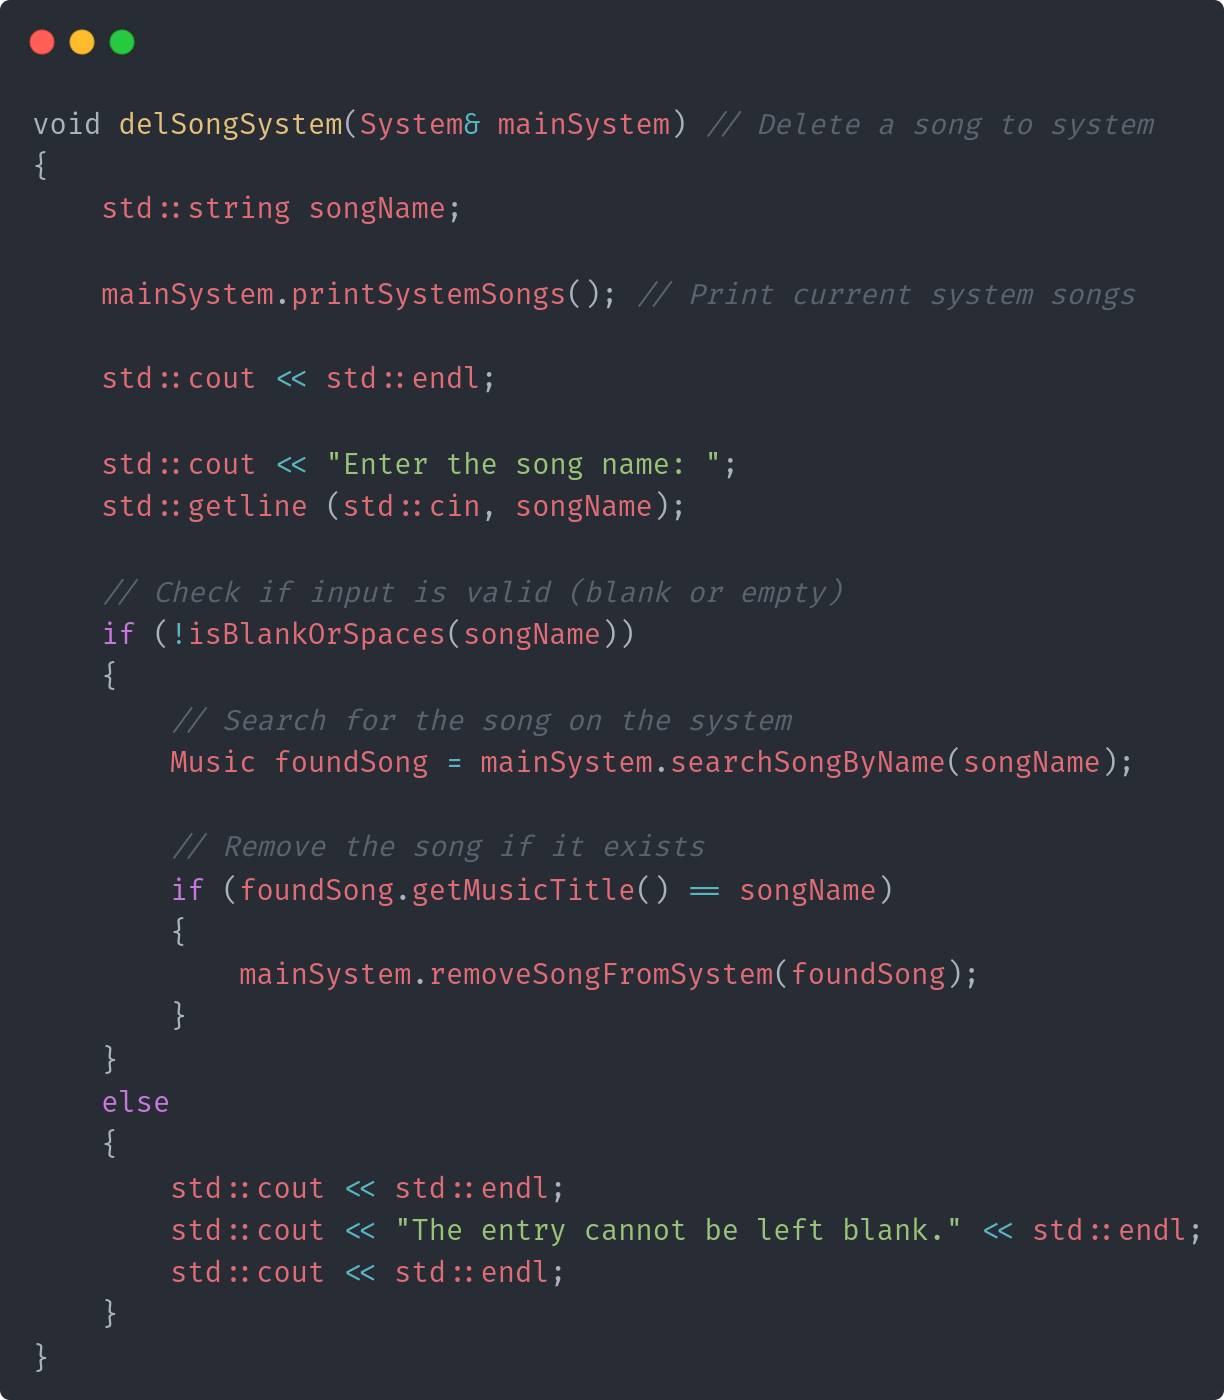 void delSongSystem(System& mainSystem) // Delete a song to system
{
    std::string songName;

    mainSystem.printSystemSongs(); // Print current system songs

    std::cout << std::endl;

    std::cout << "Enter the song name: ";
    std::getline (std::cin, songName);

    // Check if input is valid (blank or empty)
    if (!isBlankOrSpaces(songName))
    {
        // Search for the song on the system
        Music foundSong = mainSystem.searchSongByName(songName);

        // Remove the song if it exists
        if (foundSong.getMusicTitle() == songName)
        {
            mainSystem.removeSongFromSystem(foundSong);
        }
    }
    else
    {
        std::cout << std::endl;
        std::cout << "The entry cannot be left blank." << std::endl;
        std::cout << std::endl;
    }
}